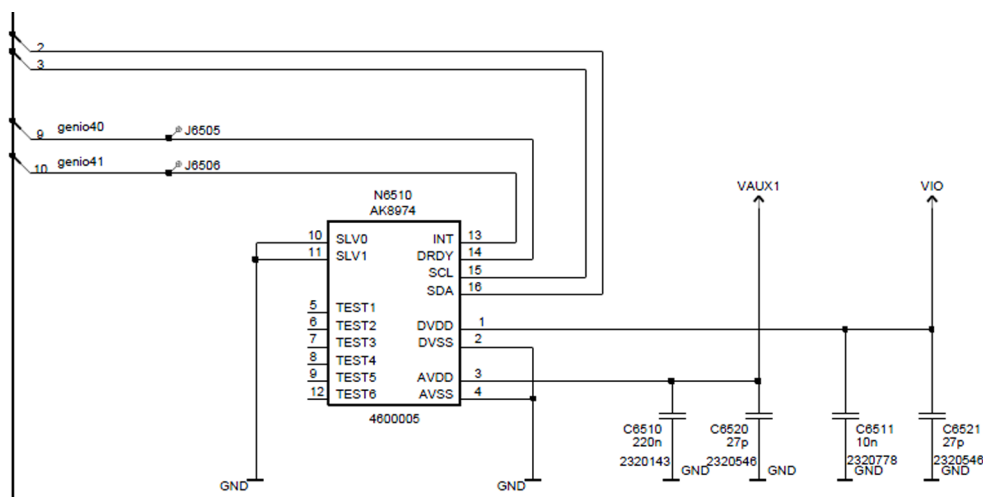 2
3
9 genio40 J6505
10 genio41 J6506
N6510
AK8974
VAUX1 VIO
10 SLV0 INT 13
11 SLV1 DRDY 14
SCL 15
SDA 16
5 TEST1
6 TEST2 DVDD 1
7 TEST3 DVSS 2
8 TEST4
9 TEST5 AVDD 3
12 TEST6 AVSS 4
4600005
C6510 C6520 C6511 C6521
220n 27p 10n 27p
2320143 2320546 2320778 2320546
GND GND GND GND
GND GND